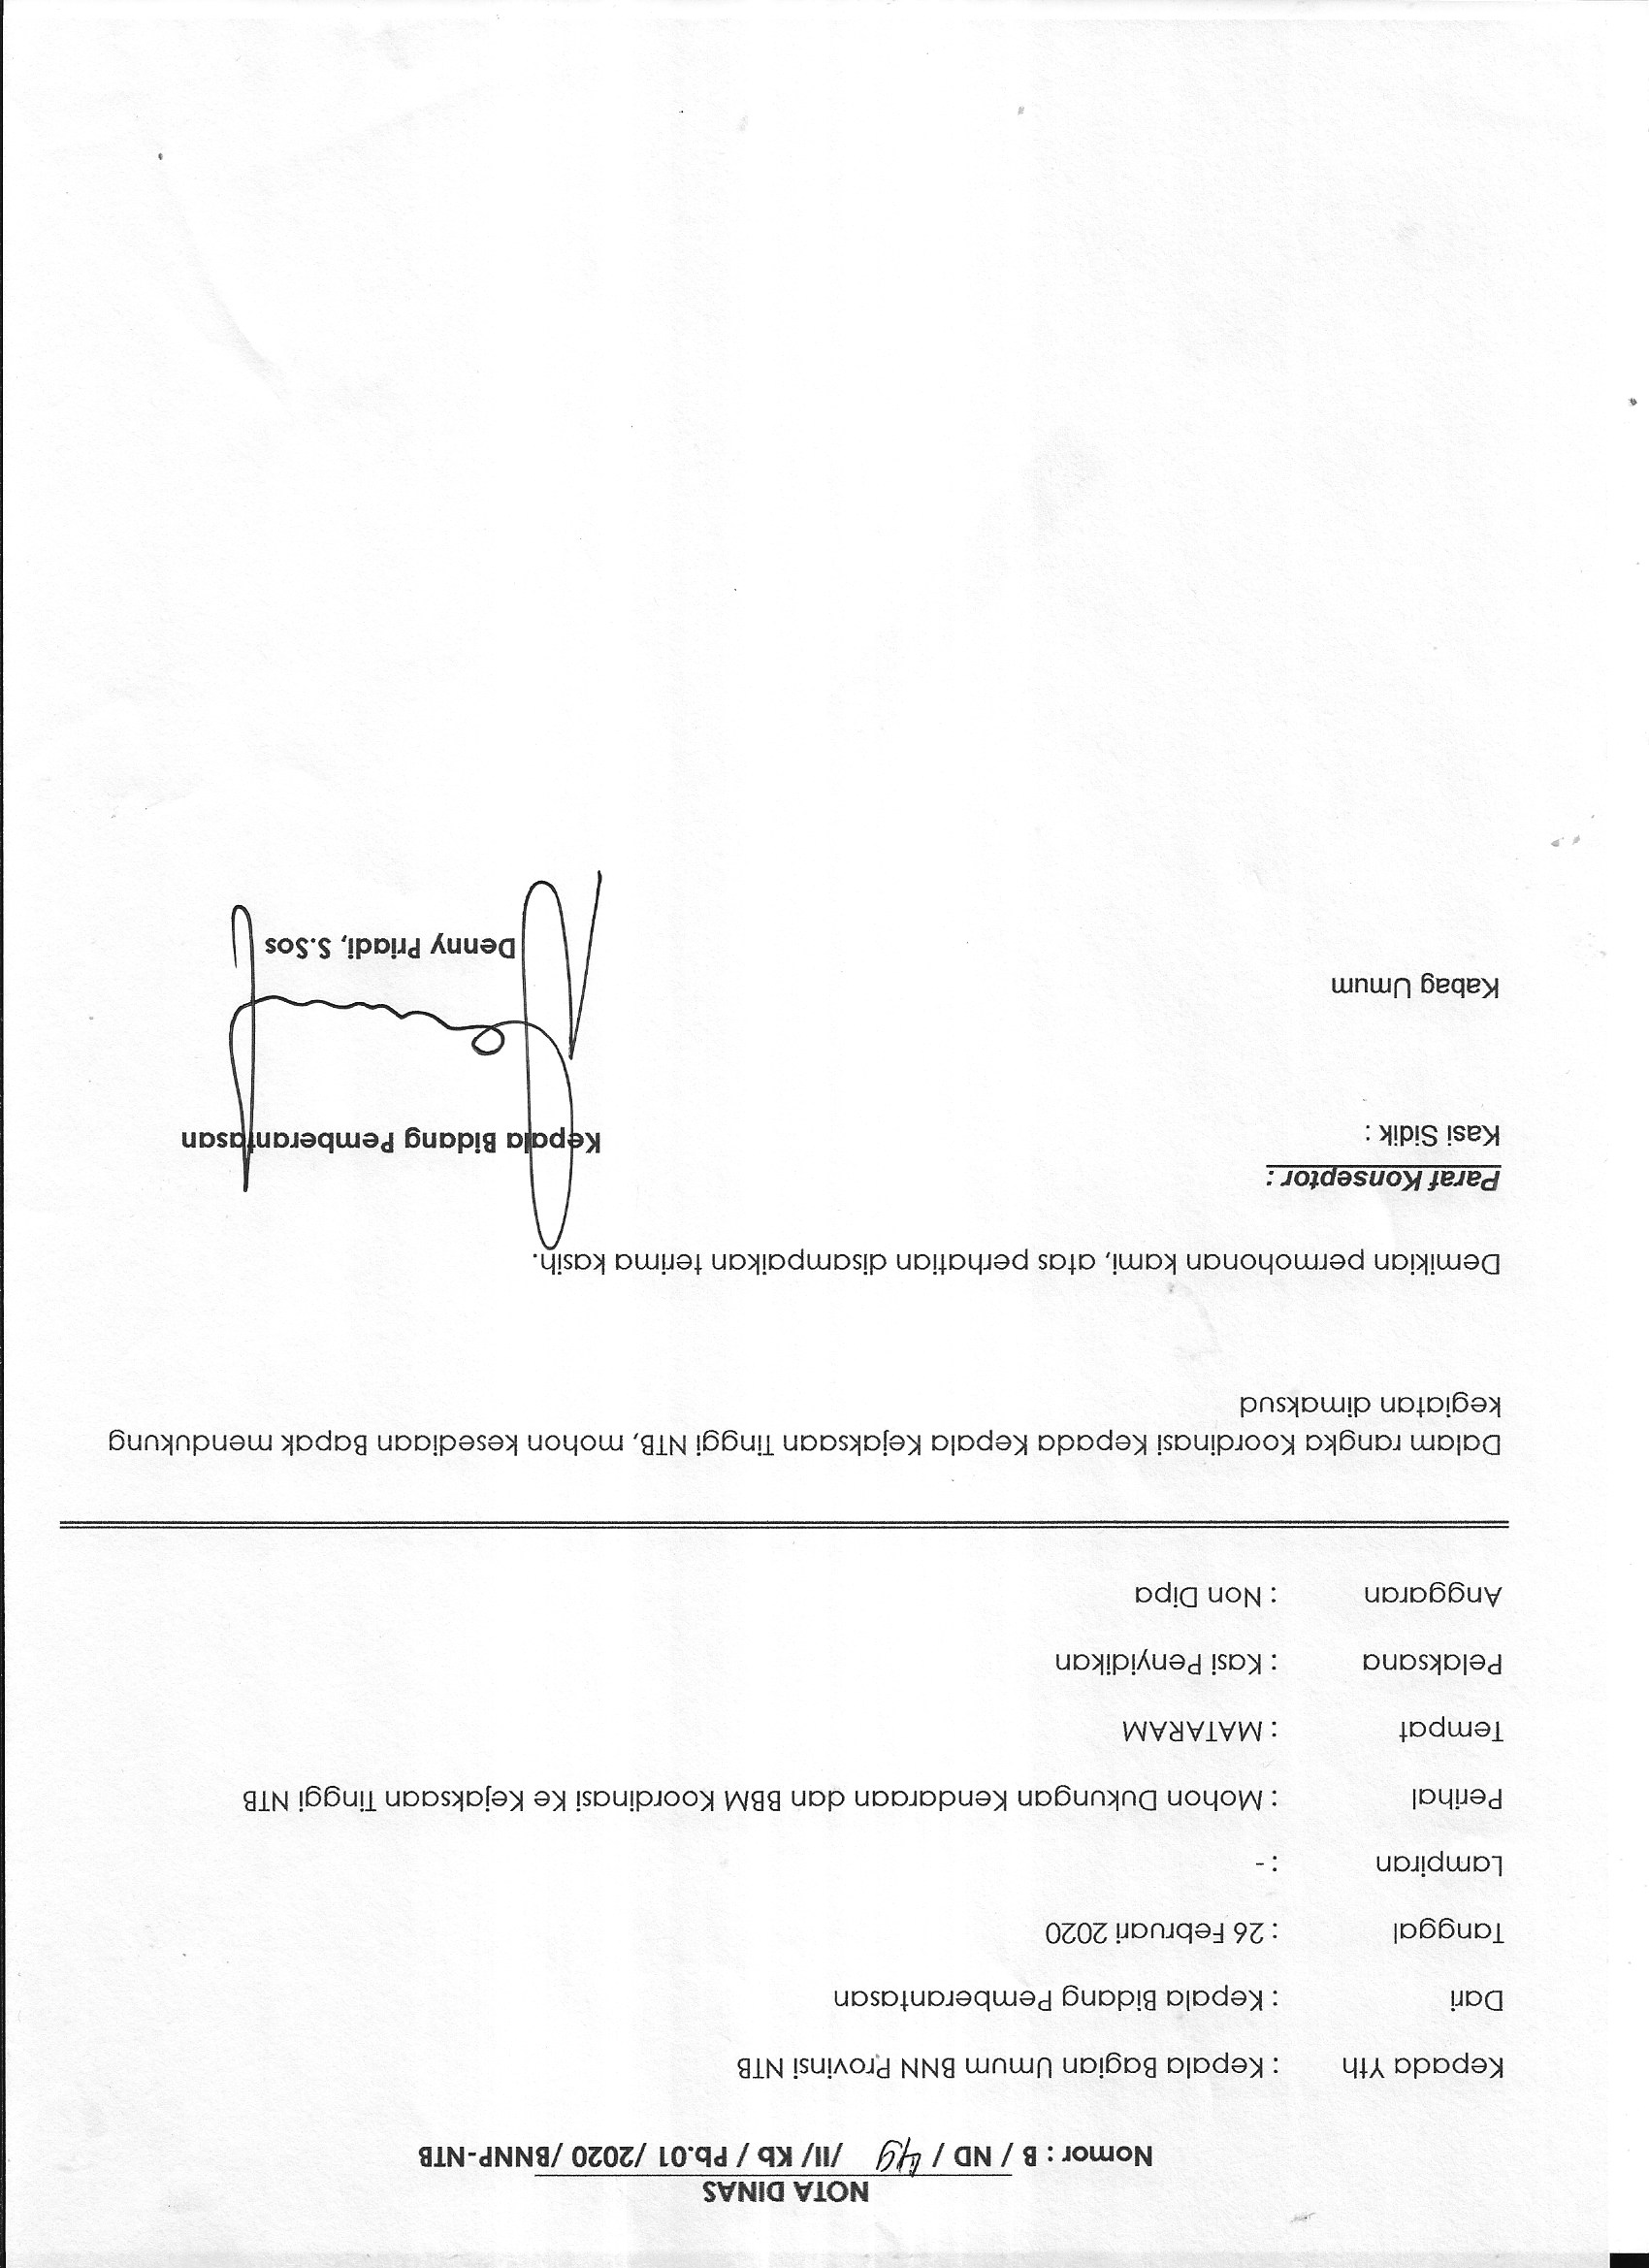 NOTA DINAS
Nomor : B / ND / 49 /II/ Kb / Pb.01 /2020 /BNNP-NTB
Kepada Yth : Kepala Bagian Umum BNN Provinsi NTB
Dari : Kepala Bidang Pemberantasan
Tanggal : 26 Februari 2020
Lampiran : -
Perihal : Mohon Dukungan Kendaraan dan BBM Koordinasi Ke Kejaksaan Tinggi NTB
Tempat : MATARAM
Pelaksana : Kasi Penyidikan
Anggaran : Non Dipa
Dalam rangka Koordinasi Kepada Kepala Kejaksaan Tinggi NTB, mohon kesediaan Bapak mendukung
kegiatan dimaksud
Demikian permohonan kami, atas perhatian disampaikan terima kasih.
Paraf Konseptor :
Kasi Sidik :
Kepala Bidang Pemberantasan
Kabag Umum
Denny Priadi, S.Sos